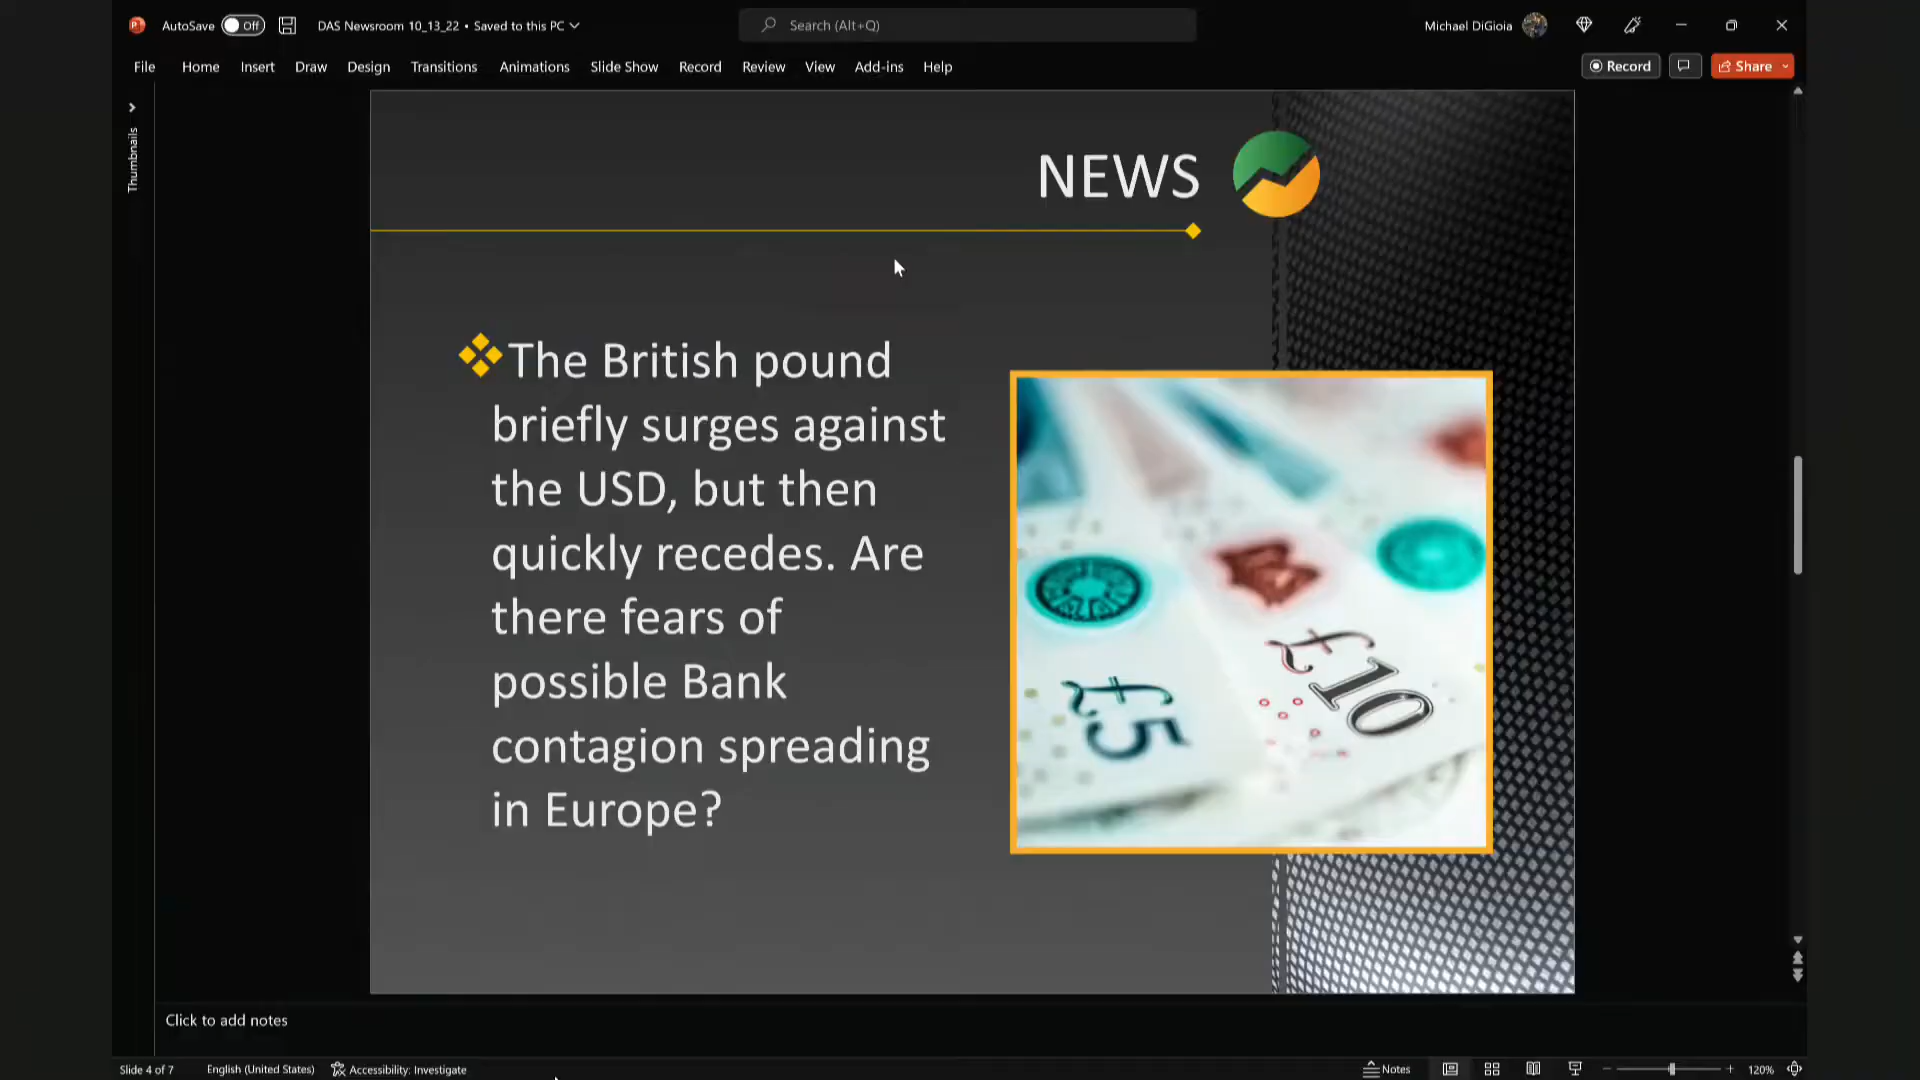 AutoSave Off DAS Newsroom 10_13_22 • Saved to this PC Search (Alt+Q) Michael DiGioia
File Home Insert Draw Design Transitions Animations Slide Show Record Review View Add-ins Help Record Share
Thumbnails
NEWS
The British pound
briefly surges against
the USD, but then
quickly recedes. Are
there fears of
possible Bank
contagion spreading
in Europe?
£5
£10
Click to add notes
Slide 4 of 7 English (United States) Accessibility: Investigate Notes 120%